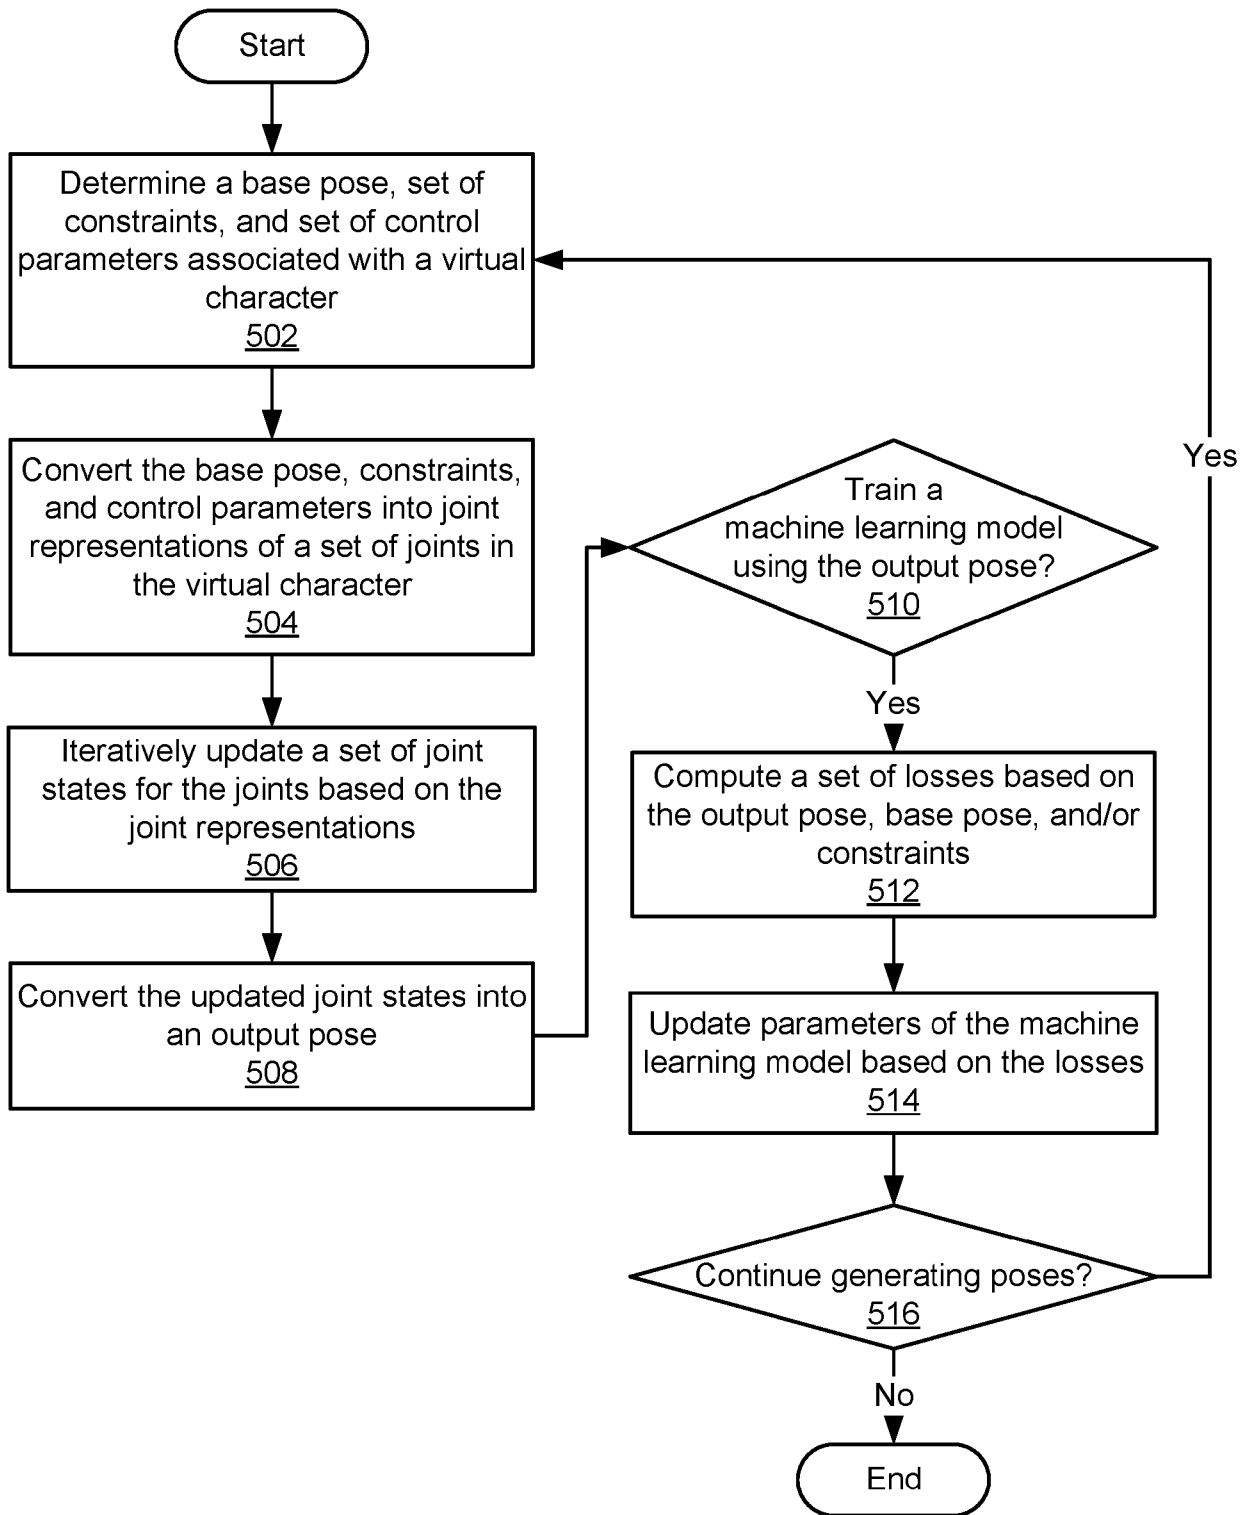 Start
Determine a base pose, set of
constraints, and set of control
parameters associated with a virtual
character
502
Convert the base pose, constraints,
and control parameters into joint
representations of a set of joints in
the virtual character
504
Iteratively update a set of joint
states for the joints based on the
joint representations
506
Convert the updated joint states into
an output pose
508
Train a
machine learning model
using the output pose?
510
Yes
Compute a set of losses based on
the output pose, base pose, and/or
constraints
512
Update parameters of the machine
learning model based on the losses
514
Continue generating poses?
516
Yes
No
End